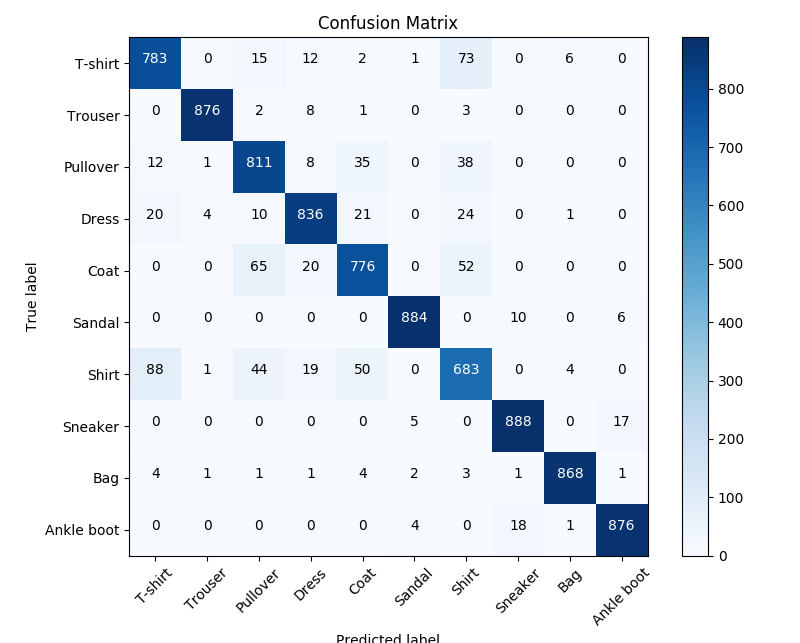 Confusion Matrix
True label
T-shirt 783 0 15 12 2 1 73 0 6 0
Trouser 0 876 2 8 1 0 3 0 0 0
Pullover 12 1 811 8 35 0 38 0 0 0
Dress 20 4 10 836 21 0 24 0 1 0
Coat 0 0 65 20 776 0 52 0 0 0
Sandal 0 0 0 0 0 884 0 10 0 6
Shirt 88 1 44 19 50 0 683 0 4 0
Sneaker 0 0 0 0 0 5 0 888 0 17
Bag 4 1 1 1 4 2 3 1 868 1
Ankle boot 0 0 0 0 0 4 0 18 1 876
T-shirt Trouser Pullover Dress Coat Sandal Shirt Sneaker Bag Ankle boot
Predicted label
800
700
600
500
400
300
200
100
0